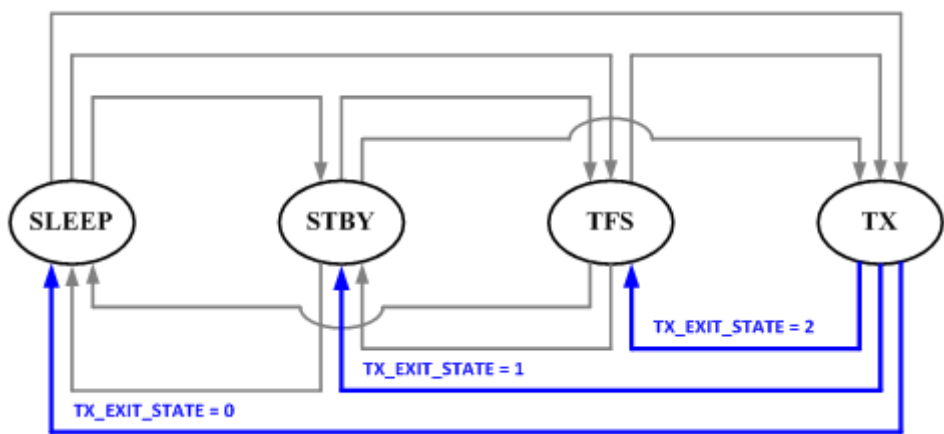 SLEEP
STBY
TFS
TX
TX_EXIT_STATE = 2
TX_EXIT_STATE = 1
TX_EXIT_STATE = 0